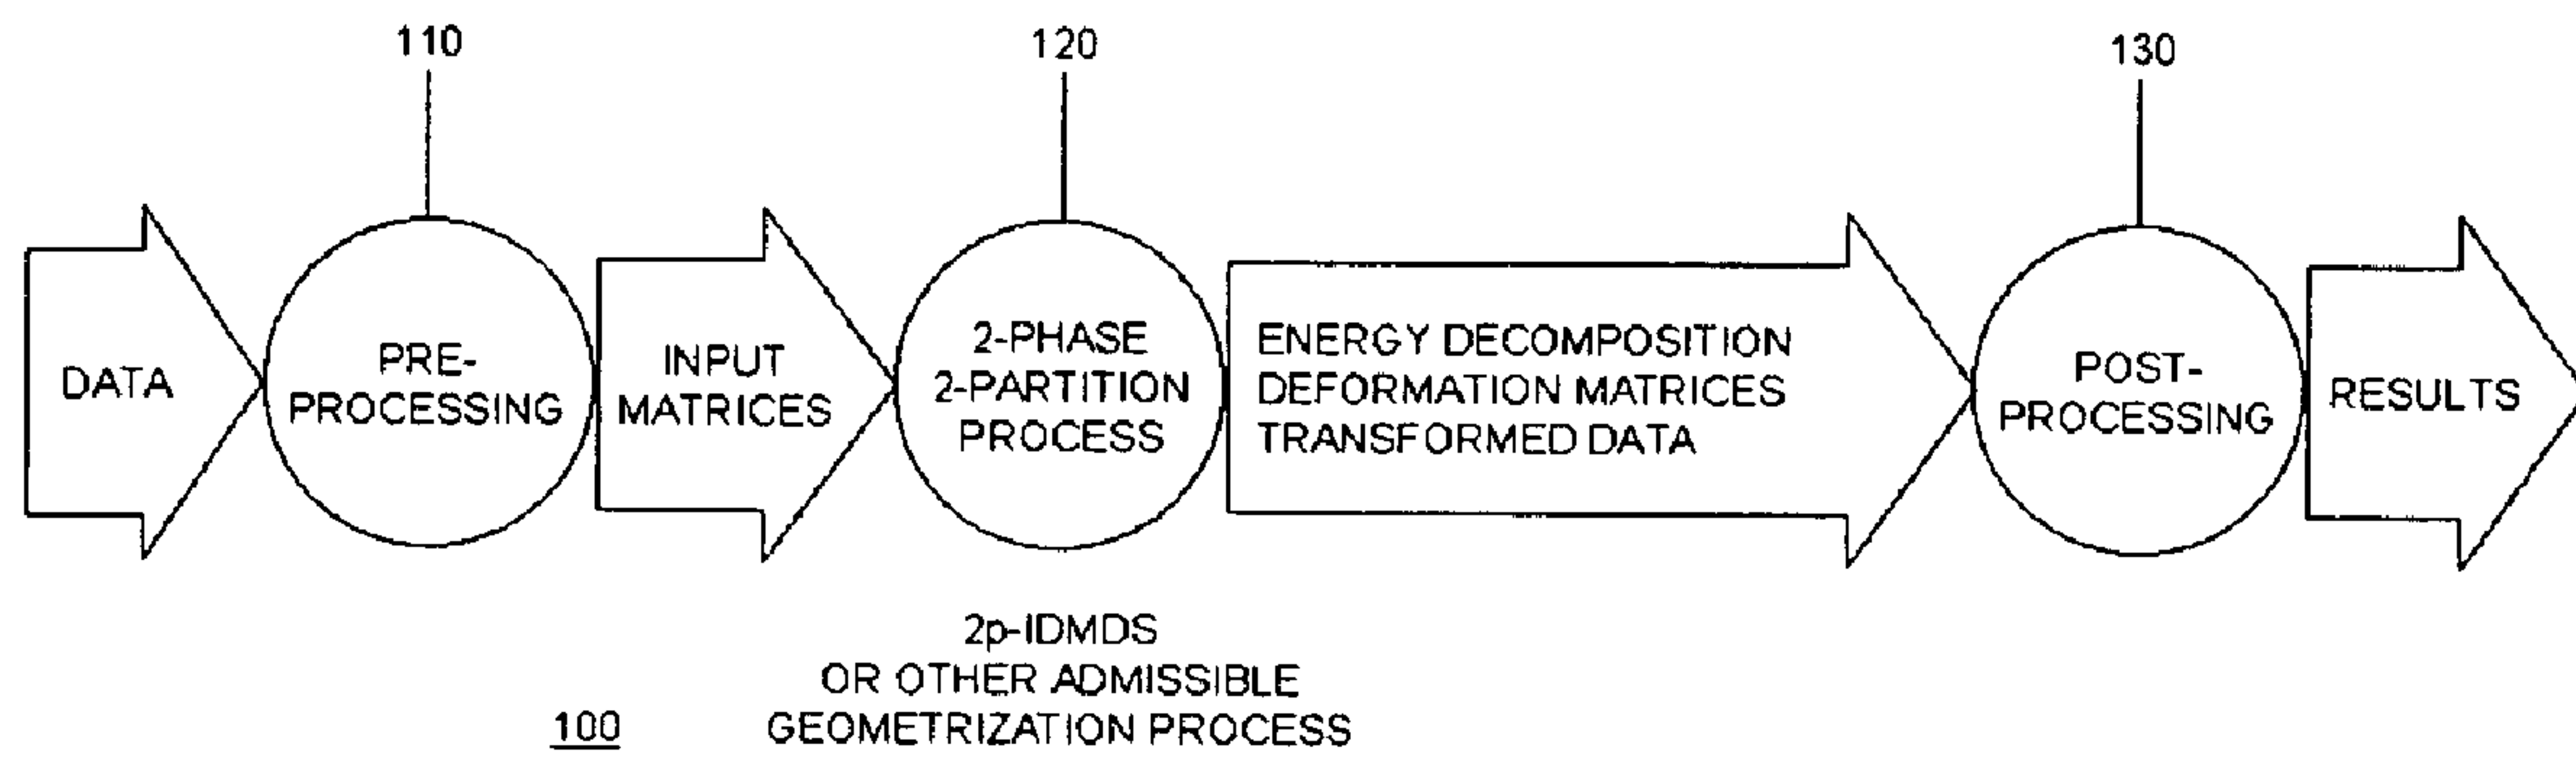 110
120
130
DATA
PRE-
PROCESSING
INPUT
MATRICES
2-PHASE
2-PARTITION
PROCESS
ENERGY DECOMPOSITION
DEFORMATION MATRICES
TRANSFORMED DATA
POST-
PROCESSING
RESULTS
2p-IDMDS
OR OTHER ADMISSIBLE
GEOMETRIZATION PROCESS
100